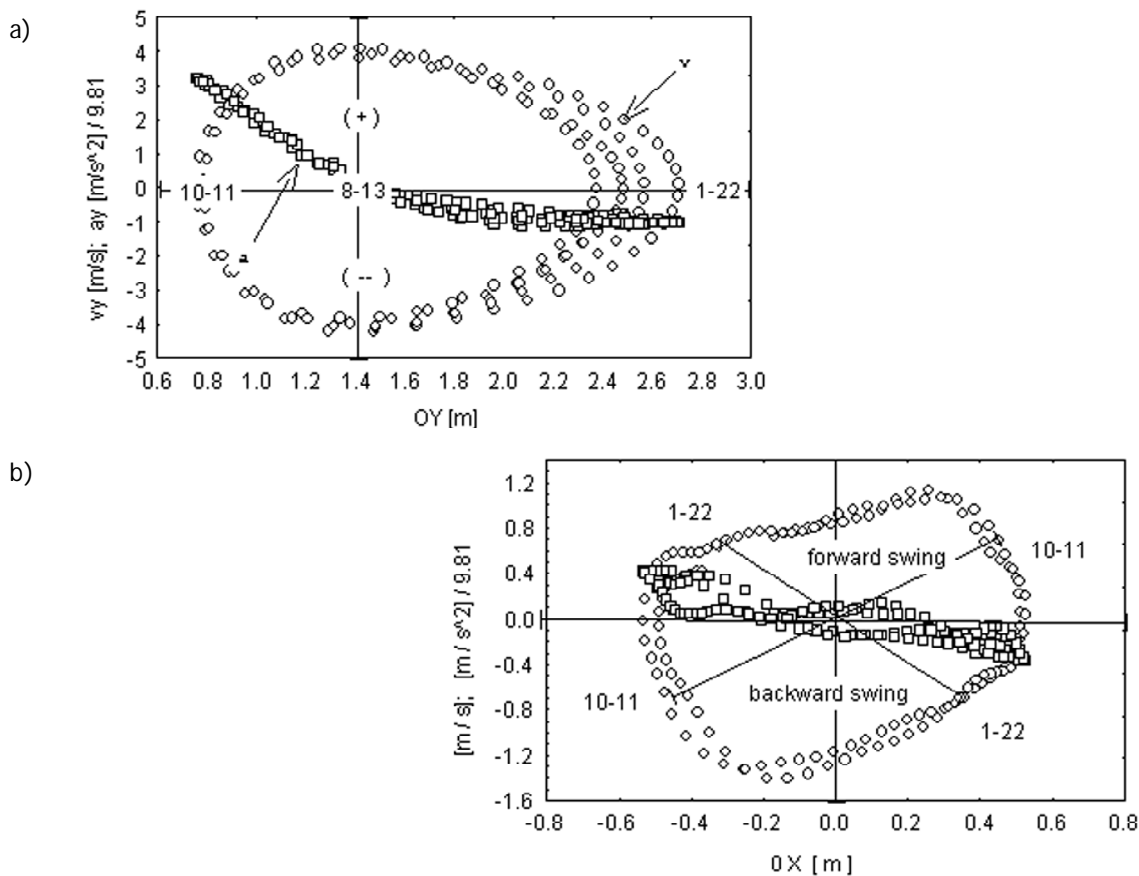 a)
5
4
3
2
1
0
-1
-2
-3
-4
-5
vy [m/s]; ay [m/s^2] / 9.81
v
( + )
10-11
8-13
1-22
a
( -- )
0.6 0.8 1.0 1.2 1.4 1.6 1.8 2.0 2.2 2.4 2.6 2.8 3.0
OY [m]
b)
1.2
0.8
0.4
0.0
-0.4
-0.8
-1.2
-1.6
[m / s]; [m / s^2] / 9.81
1-22
forward swing
10-11
10-11
backward swing
1-22
-0.8 -0.6 -0.4 -0.2 0.0 0.2 0.4 0.6 0.8
0 X [ m ]